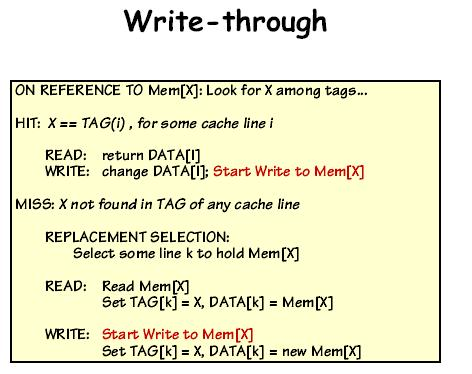 Write-through
ON REFERENCE TO Mem[X]: Look for X among tags...
HIT: X == TAG(i) , for some cache line i
READ: return DATA[I]
WRITE: change DATA[I]; Start Write to Mem[X]
MISS: X not found in TAG of any cache line
REPLACEMENT SELECTION:
Select some line k to hold Mem[X]
READ: Read Mem[X]
Set TAG[k] = X, DATA[k] = Mem[X]
WRITE: Start Write to Mem[X]
Set TAG[k] = X, DATA[k] = new Mem[X]